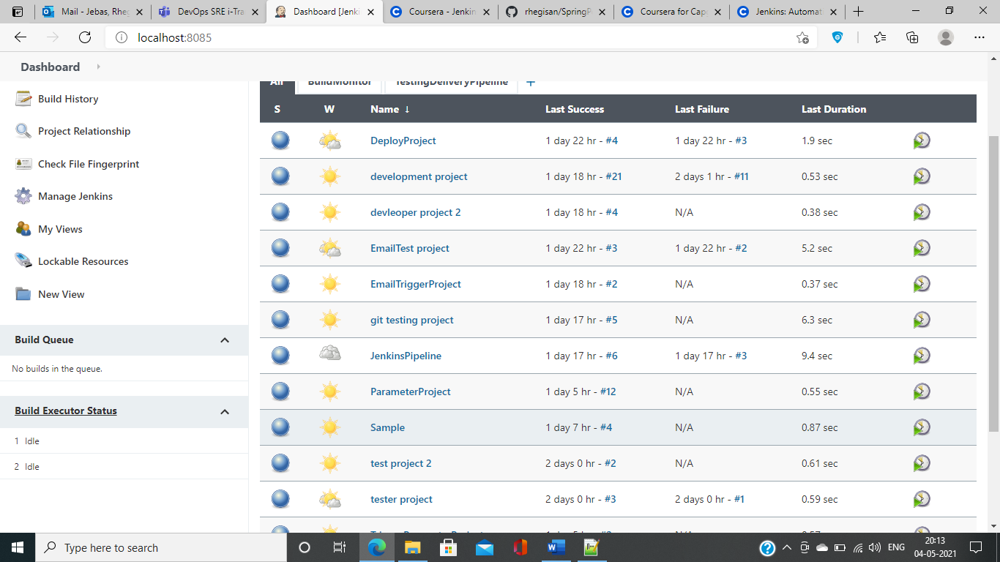 Mail - Jebas, Rheg
DevOps SRE i-Tra
Dashboard [Jenki
Coursera - Jenkin
rhegisan/SpringP
Coursera for Cap
Jenkins: Automat
localhost:8085
Dashboard
Build History
Project Relationship
Check File Fingerprint
Manage Jenkins
My Views
Lockable Resources
New View
Build Queue
No builds in the queue.
Build Executor Status
1 Idle
2 Idle
All BuildMonitor TestingDeliveryPipeline +
S W Name ↓ Last Success Last Failure Last Duration
DeployProject 1 day 22 hr - #4 1 day 22 hr - #3 1.9 sec
development project 1 day 18 hr - #21 2 days 1 hr - #11 0.53 sec
devleoper project 2 1 day 18 hr - #4 N/A 0.38 sec
EmailTest project 1 day 22 hr - #3 1 day 22 hr - #2 5.2 sec
EmailTriggerProject 1 day 18 hr - #2 N/A 0.37 sec
git testing project 1 day 17 hr - #5 N/A 6.3 sec
JenkinsPipeline 1 day 17 hr - #6 1 day 17 hr - #3 9.4 sec
ParameterProject 1 day 5 hr - #12 N/A 0.55 sec
Sample 1 day 7 hr - #4 N/A 0.87 sec
test project 2 2 days 0 hr - #2 N/A 0.61 sec
tester project 2 days 0 hr - #3 2 days 0 hr - #1 0.59 sec
Type here to search
ENG
20:13
04-05-2021